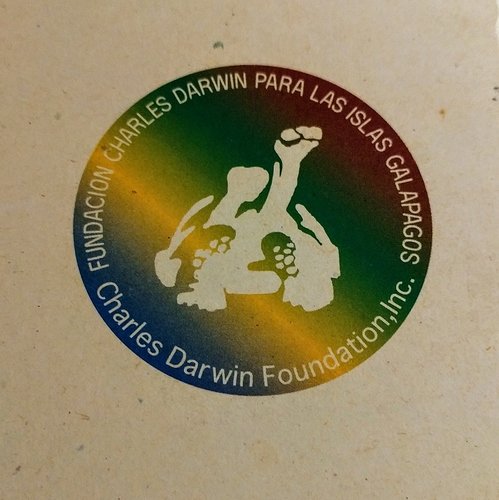 FUNDACION CHARLES DARWIN PARA LAS ISLAS GALAPAGOS
Charles Darwin Foundation,Inc.